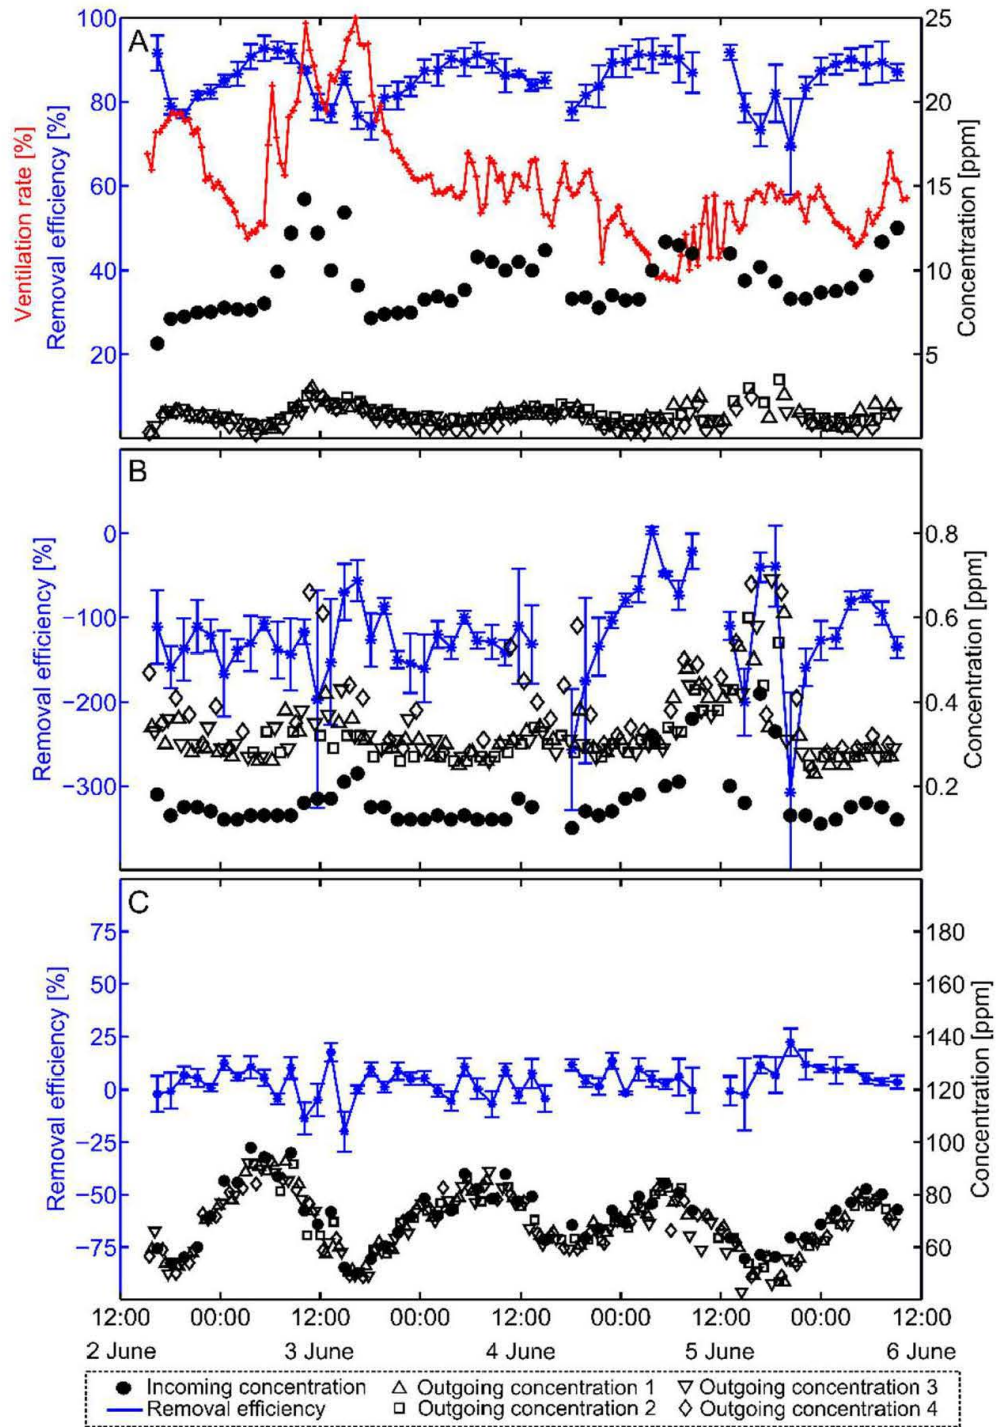 A
100
80
60
40
20
Ventilation rate [%]
Removal efficiency [%]
25
20
15
10
5
Concentration [ppm]
B
0
−100
−200
−300
Removal efficiency [%]
0.8
0.6
0.4
0.2
Concentration [ppm]
C
75
50
25
0
−25
−50
−75
Removal efficiency [%]
180
160
140
120
100
80
60
Concentration [ppm]
12:00 00:00 12:00 00:00 12:00 00:00 12:00 00:00 12:00
2 June 3 June 4 June 5 June 6 June
Incoming concentration Outgoing concentration 1 Outgoing concentration 3
Removal efficiency Outgoing concentration 2 Outgoing concentration 4